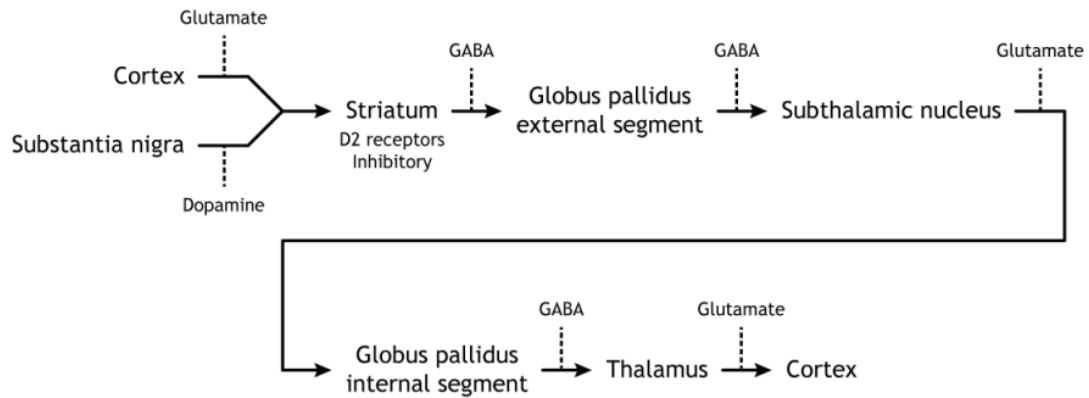 Glutamate
Cortex
Substantia nigra
Dopamine
Striatum
D2 receptors
Inhibitory
GABA
Globus pallidus
external segment
GABA
Subthalamic nucleus
Glutamate
Globus pallidus
internal segment
GABA
Thalamus
Glutamate
Cortex